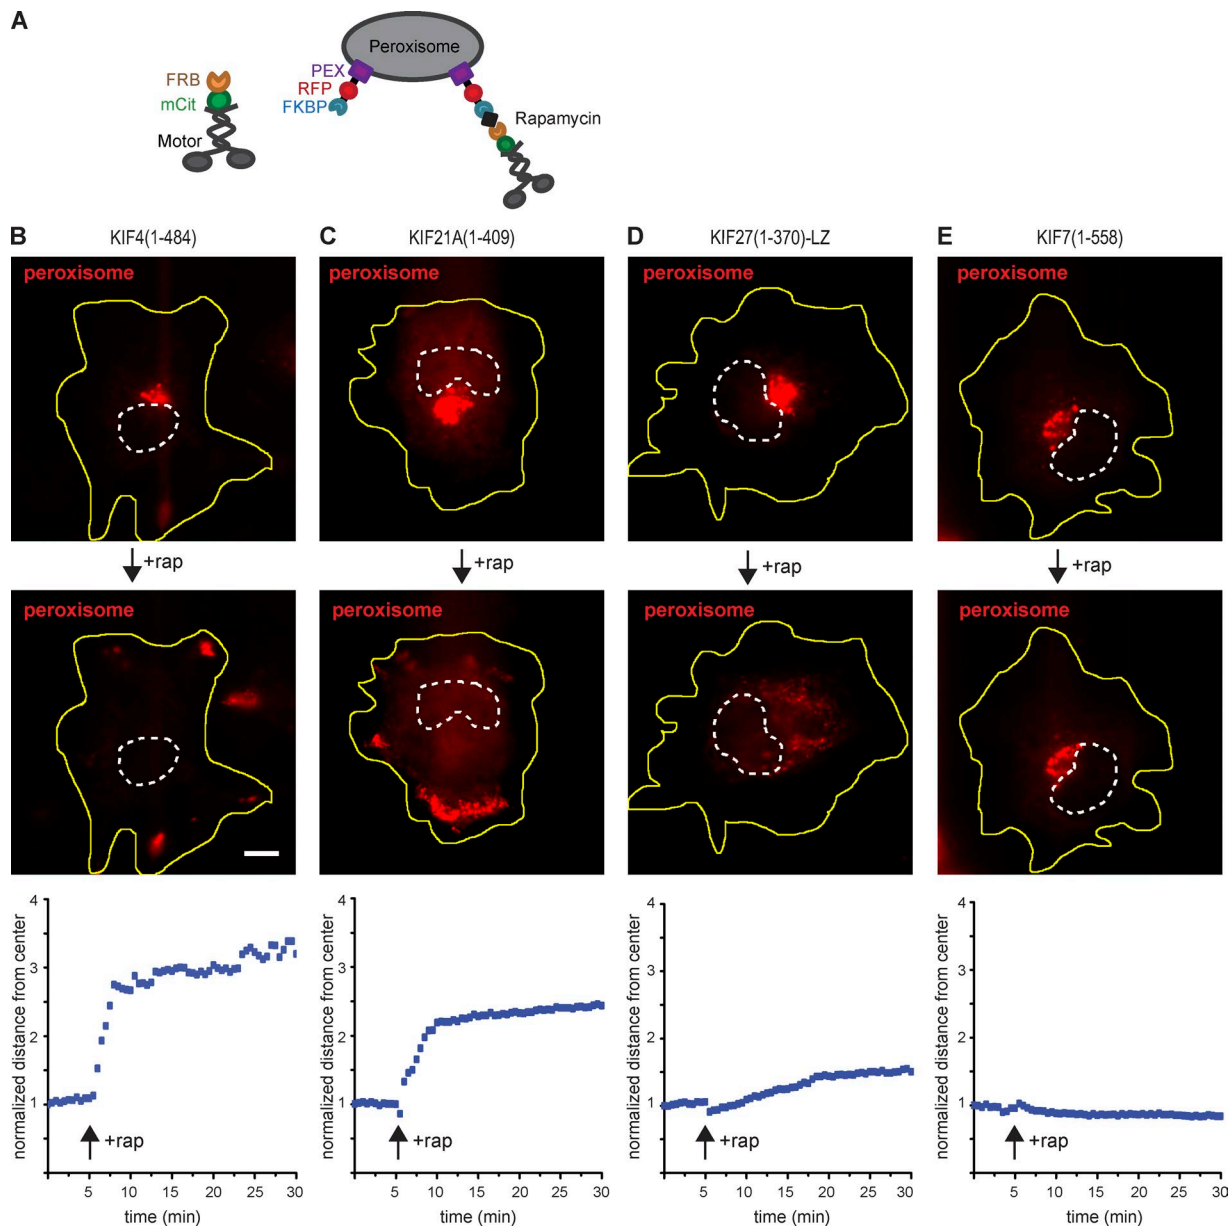 A
Peroxisome
PEX
FRB
RFP
mCit
FKBP
Rapamycin
Motor
B KIF4(1-484)
C KIF21A(1-409)
D KIF27(1-370)-LZ
E KIF7(1-558)
peroxisome
peroxisome
peroxisome
peroxisome
+rap
+rap
+rap
+rap
peroxisome
peroxisome
peroxisome
peroxisome
normalized distance from center
4
3
2
1
+rap
5 10 15 20 25 30
time (min)
normalized distance from center
4
3
2
1
+rap
5 10 15 20 25 30
time (min)
normalized distance from center
4
3
2
1
+rap
5 10 15 20 25 30
time (min)
normalized distance from center
4
3
2
1
+rap
5 10 15 20 25 30
time (min)